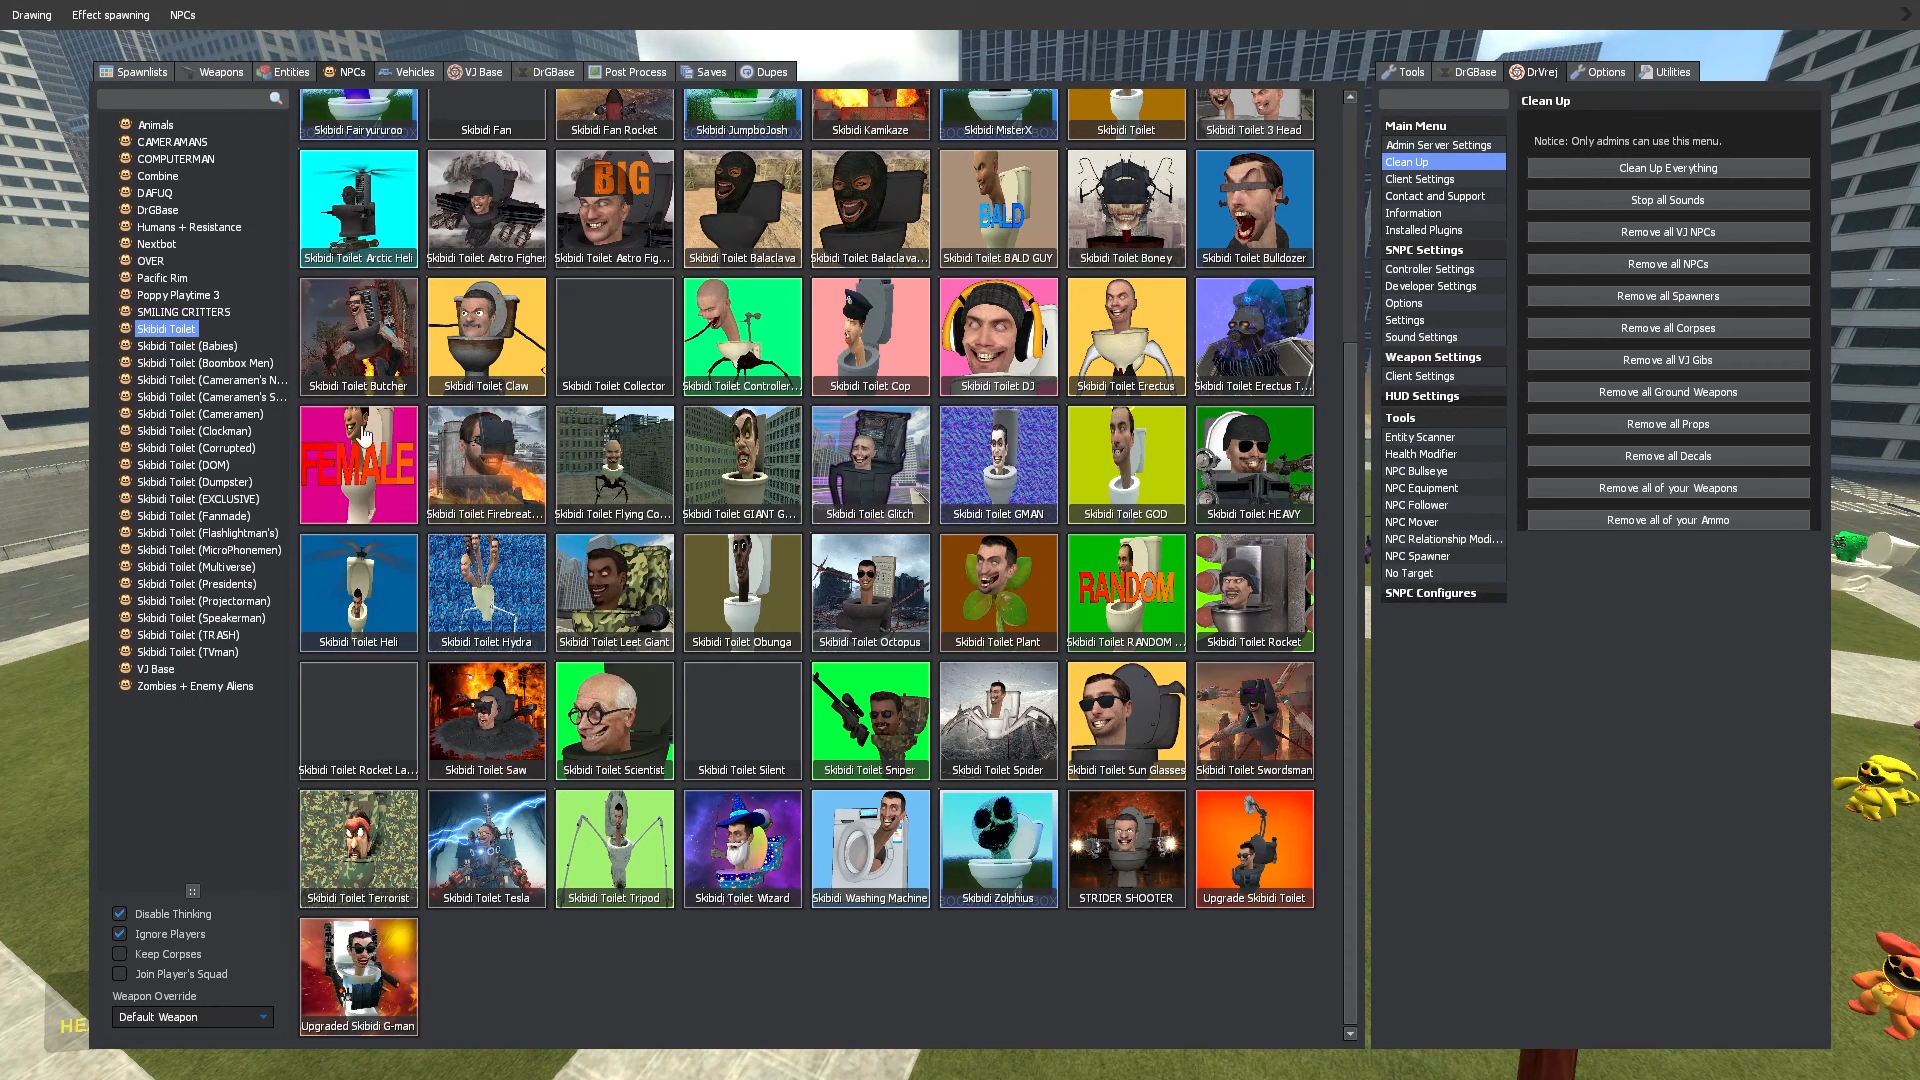 Drawing Effect spawning NPCs
Spawnlists Weapons Entities NPCs Vehicles VJ Base DrGBase Post Process Saves Dupes
Animals
CAMERAMANS
COMPUTERMAN
Combine
DAFUQ
DrGBase
Humans + Resistance
Nextbot
OVER
Pacific Rim
Poppy Playtime 3
SMILING CRITTERS
Skibidi Toilet
Skibidi Toilet (Babies)
Skibidi Toilet (Boombox Men)
Skibidi Toilet (Cameramen's N...
Skibidi Toilet (Cameramen's S...
Skibidi Toilet (Cameramen)
Skibidi Toilet (Clockman)
Skibidi Toilet (Corrupted)
Skibidi Toilet (DOM)
Skibidi Toilet (Dumpster)
Skibidi Toilet (EXCLUSIVE)
Skibidi Toilet (Fanmade)
Skibidi Toilet (Flashlightman's)
Skibidi Toilet (MicroPhonemen)
Skibidi Toilet (Multiverse)
Skibidi Toilet (Presidents)
Skibidi Toilet (Projectorman)
Skibidi Toilet (Speakerman)
Skibidi Toilet (TRASH)
Skibidi Toilet (TVman)
VJ Base
Zombies + Enemy Aliens
Disable Thinking
Ignore Players
Keep Corpses
Join Player's Squad
Weapon Override
Default Weapon
Skibidi Fairyururoo Skibidi Fan Skibidi Fan Rocket Skibidi JumpboJosh Skibidi Kamikaze Skibidi MisterX Skibidi Toilet Skibidi Toilet 3 Head
BIG
BALD
Skibidi Toilet Arctic Heli Skibidi Toilet Astro Figher Skibidi Toilet Astro Fig... Skibidi Toilet Balaclava Skibidi Toilet Balaclava... Skibidi Toilet BALD GUY Skibidi Toilet Boney Skibidi Toilet Bulldozer
Skibidi Toilet Butcher Skibidi Toilet Claw Skibidi Toilet Collector Skibidi Toilet Controller... Skibidi Toilet Cop Skibidi Toilet DJ Skibidi Toilet Erectus Skibidi Toilet Erectus T...
FEMALE
Skibidi Toilet Firebreat... Skibidi Toilet Flying Co... Skibidi Toilet GIANT G... Skibidi Toilet Glitch Skibidi Toilet GMAN Skibidi Toilet GOD Skibidi Toilet HEAVY
RANDOM
Skibidi Toilet Heli Skibidi Toilet Hydra Skibidi Toilet Leet Giant Skibidi Toilet Obunga Skibidi Toilet Octopus Skibidi Toilet Plant Skibidi Toilet RANDOM ... Skibidi Toilet Rocket
Skibidi Toilet Rocket La... Skibidi Toilet Saw Skibidi Toilet Scientist Skibidi Toilet Silent Skibidi Toilet Sniper Skibidi Toilet Spider Skibidi Toilet Sun Glasses Skibidi Toilet Swordsman
Skibidi Toilet Terrorist Skibidi Toilet Tesla Skibidi Toilet Tripod Skibidi Toilet Wizard Skibidi Washing Machine Skibidi Zolphius STRIDER SHOOTER Upgrade Skibidi Toilet
Upgraded Skibidi G-man
Tools DrGBase DrVrej Options Utilities
Main Menu
Admin Server Settings
Clean Up
Client Settings
Contact and Support
Information
Installed Plugins
SNPC Settings
Controller Settings
Developer Settings
Options
Settings
Sound Settings
Weapon Settings
Client Settings
HUD Settings
Tools
Entity Scanner
Health Modifier
NPC Bullseye
NPC Equipment
NPC Follower
NPC Mover
NPC Relationship Modi...
NPC Spawner
No Target
SNPC Configures
Clean Up
Notice: Only admins can use this menu.
Clean Up Everything
Stop all Sounds
Remove all VJ NPCs
Remove all NPCs
Remove all Spawners
Remove all Corpses
Remove all VJ Gibs
Remove all Ground Weapons
Remove all Props
Remove all Decals
Remove all of your Weapons
Remove all of your Ammo
HE